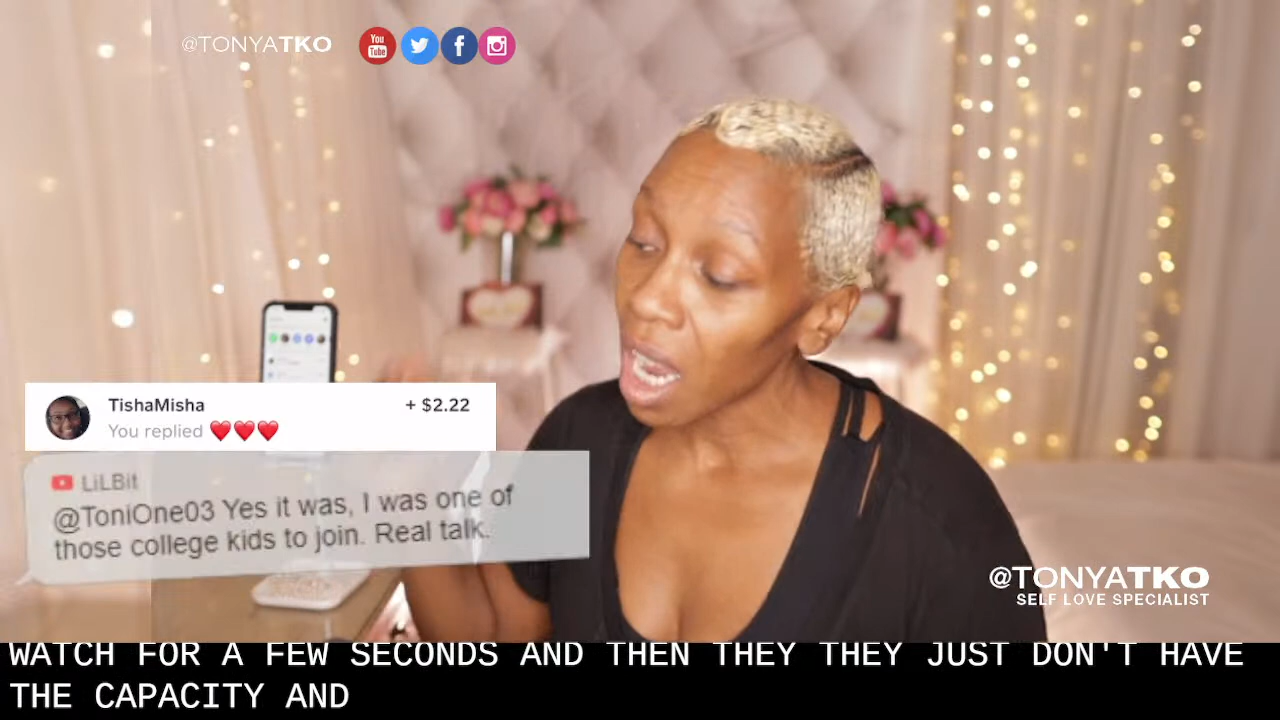 @TONYATKO
You Tube
TishaMisha
+ $2.22
You replied ❤️❤️❤️
LiLBit
@ToniOne03 Yes it was, I was one of
those college kids to join. Real talk.
@TONYATKO
SELF LOVE SPECIALIST
WATCH FOR A FEW SECONDS AND THEN THEY THEY JUST DON'T HAVE
THE CAPACITY AND